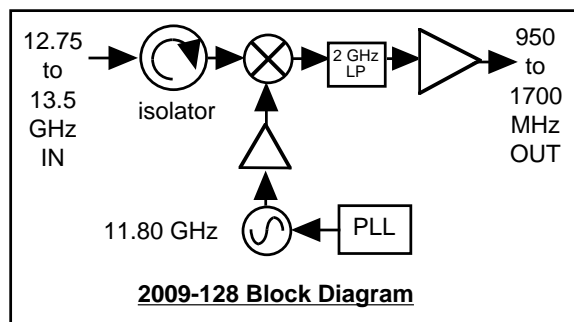 12.75
to
13.5
GHz
IN
isolator
2 GHz
LP
950
to
1700
MHz
OUT
11.80 GHz
PLL
2009-128 Block Diagram